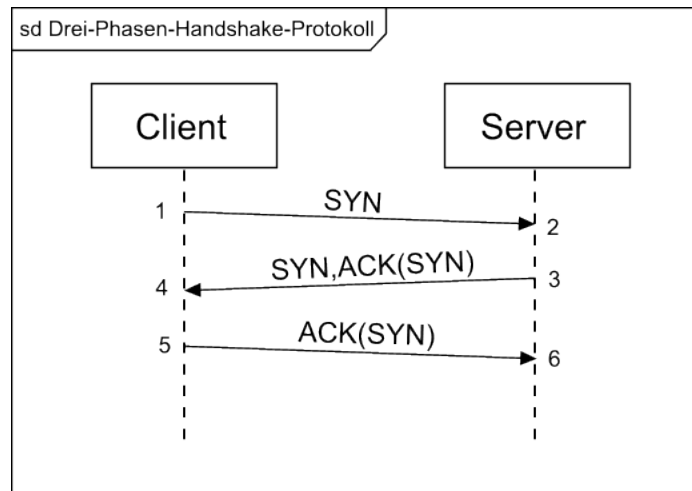 sd Drei-Phasen-Handshake-Protokoll
Client Server
1 SYN 2
4 SYN,ACK(SYN) 3
5 ACK(SYN) 6